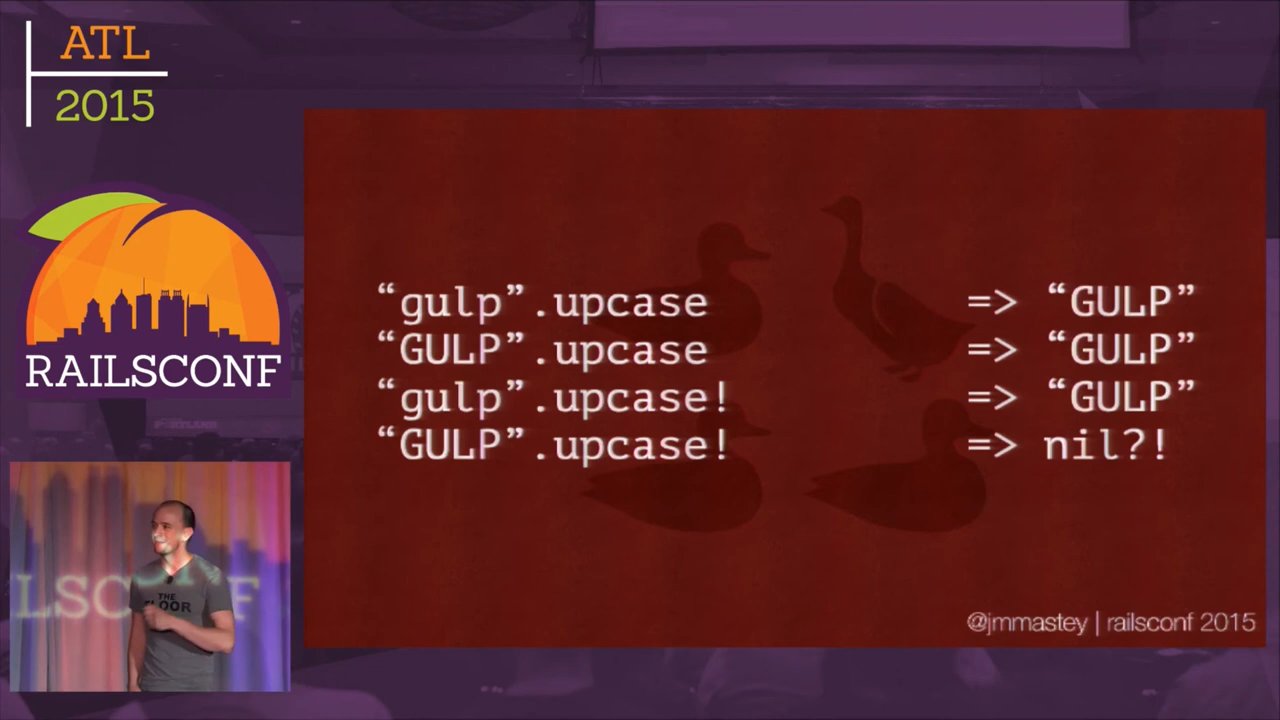 ATL
2015
RAILSCONF
“gulp”.upcase => “GULP”
“GULP”.upcase => “GULP”
“gulp”.upcase! => “GULP”
“GULP”.upcase! => nil?!
LSC
F
THE
FLOOR
@jmmastey | railsconf 2015